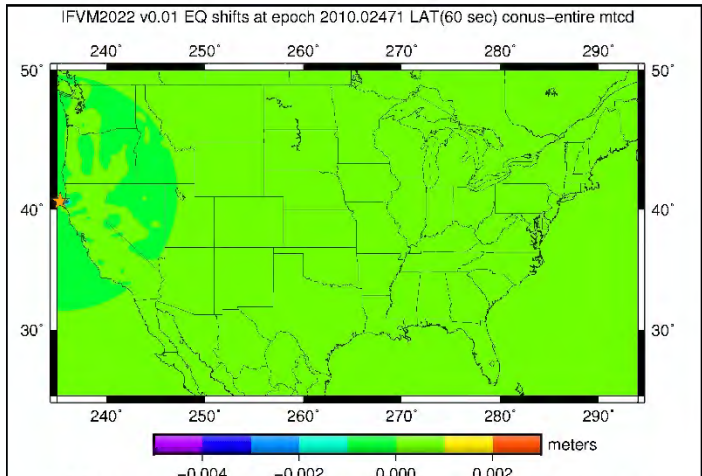 IFVM2022 v0.01 EQ shifts at epoch 2010.02471 LAT(60 sec) conus−entire mtcd
240˚ 250˚ 260˚ 270˚ 280˚ 290˚
50˚ 50˚
40˚ 40˚
30˚ 30˚
240˚ 250˚ 260˚ 270˚ 280˚ 290˚
meters
−0.004 −0.002 0.000 0.002